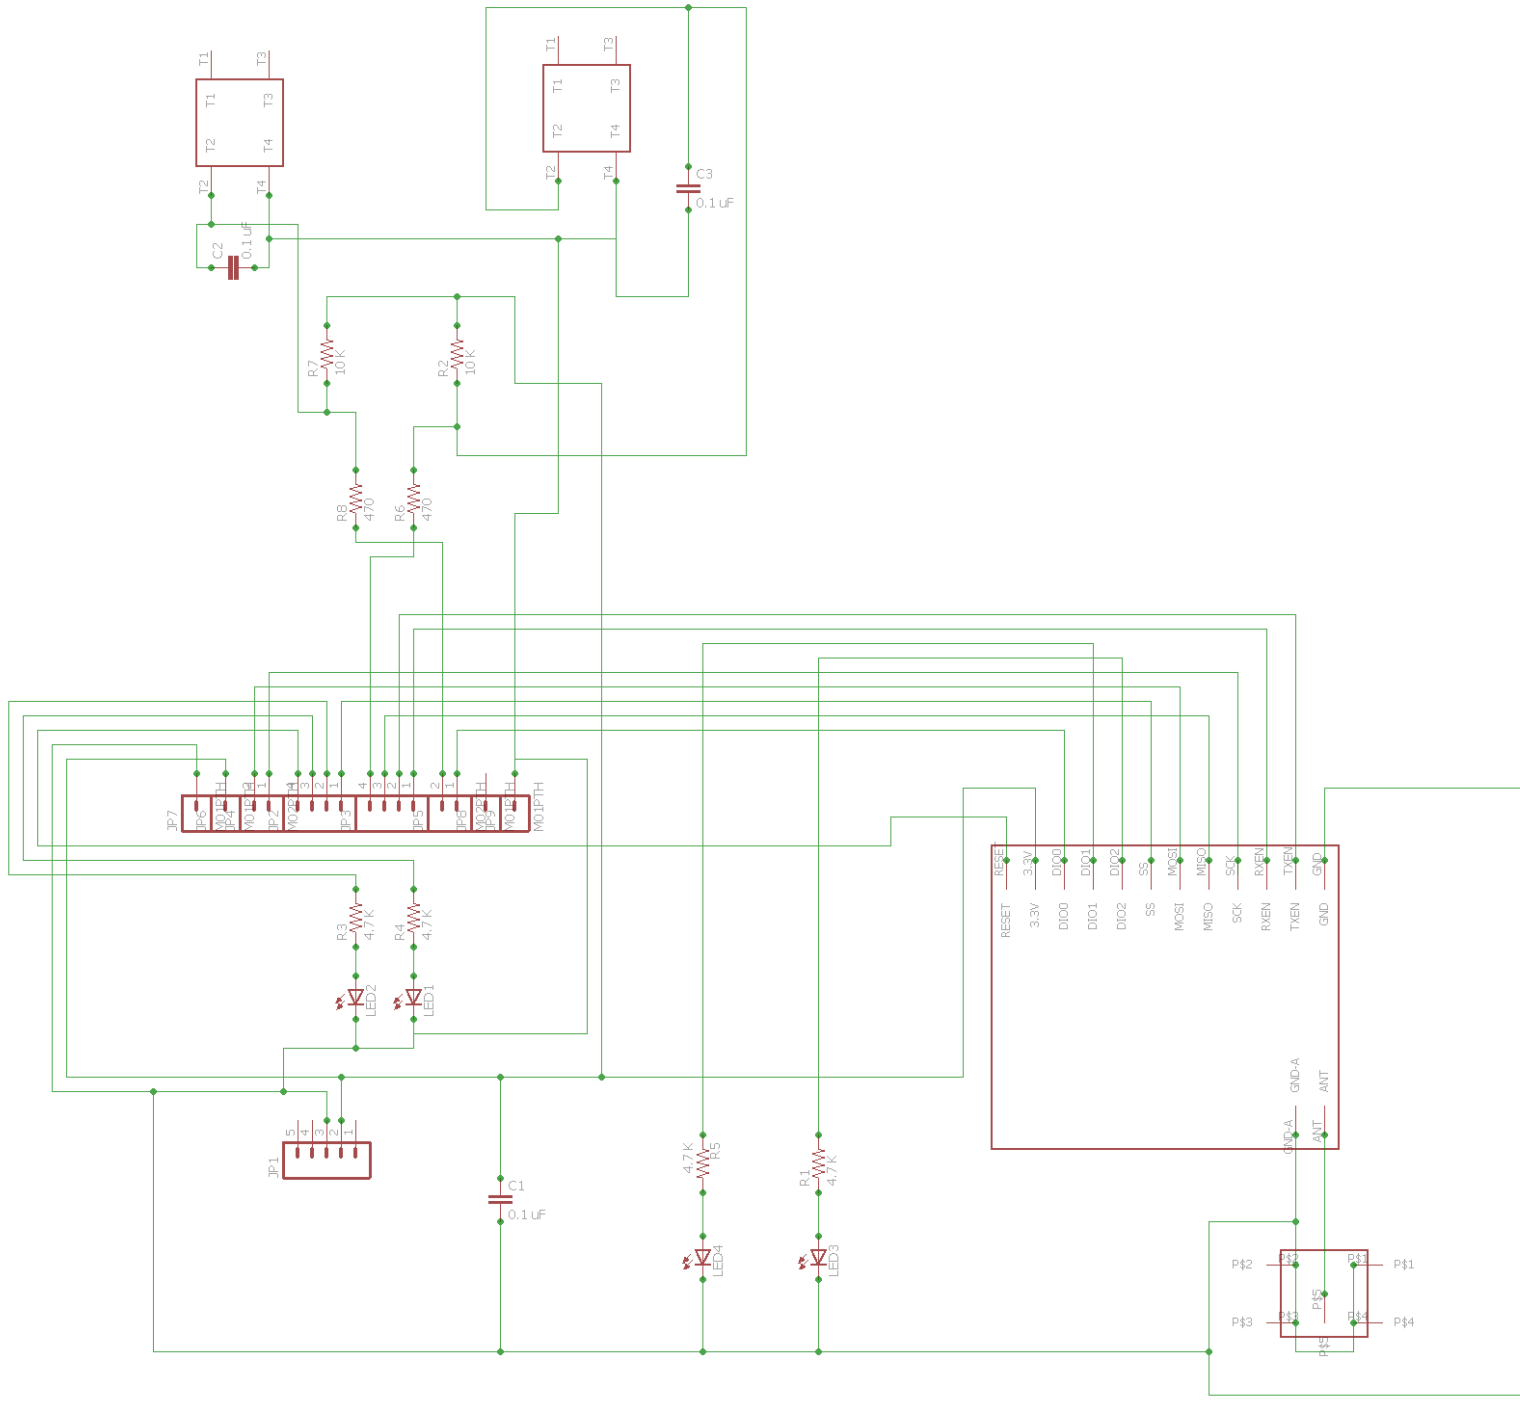 T1
T3
T1
T3
T2
T4
T2
T4
T1
T3
T1
T3
T2
T4
T2
T4
C3
0.1 uF
C2
0.1 uF
R7
10 K
R2
10 K
R8
470
R6
470
JP7
JP6
M01PTH
JP4
M01PTH
2
1
JP2
M02PTH
4
3
2
1
JP3
4
3
2
1
JP5
2
1
JP8
M02PTH
JP9
M01PTH
M01PTH
RESET
3.3V
DIO0
DIO1
DIO2
SS
MOSI
MISO
SCK
RXEN
TXEN
GND
RESET
3.3V
DIO0
DIO1
DIO2
SS
MOSI
MISO
SCK
RXEN
TXEN
GND
R3
4.7 K
R4
4.7 K
LED2
LED1
GND-A
ANT
GND-A
ANT
5
4
3
2
1
JP1
C1
0.1 uF
4.7 K
R5
R1
4.7 K
LED4
LED3
P$2
P$2
P$1
P$1
P$5
P$3
P$3
P$4
P$4
P$5